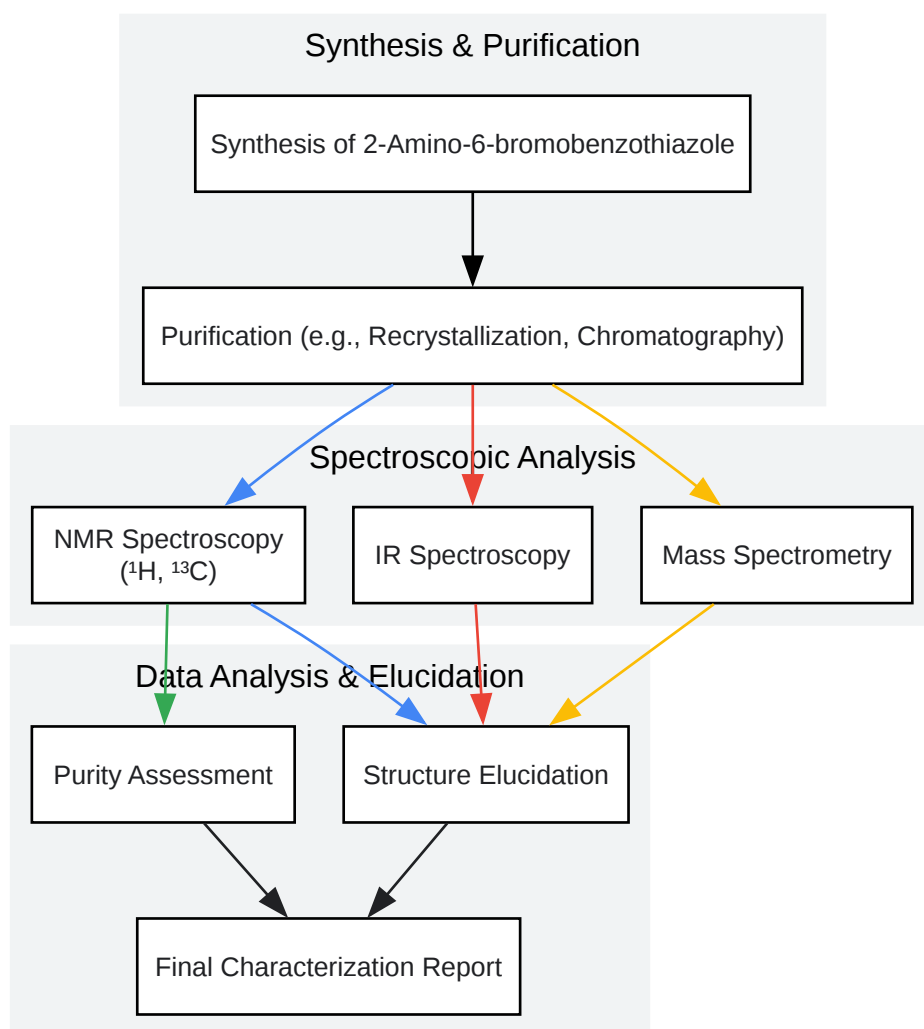 Synthesis & Purification
Synthesis of 2-Amino-6-bromobenzothiazole
Purification (e.g., Recrystallization, Chromatography)
Spectroscopic Analysis
NMR Spectroscopy
(¹H, ¹³C)
IR Spectroscopy
Mass Spectrometry
Data Analysis & Elucidation
Purity Assessment
Structure Elucidation
Final Characterization Report